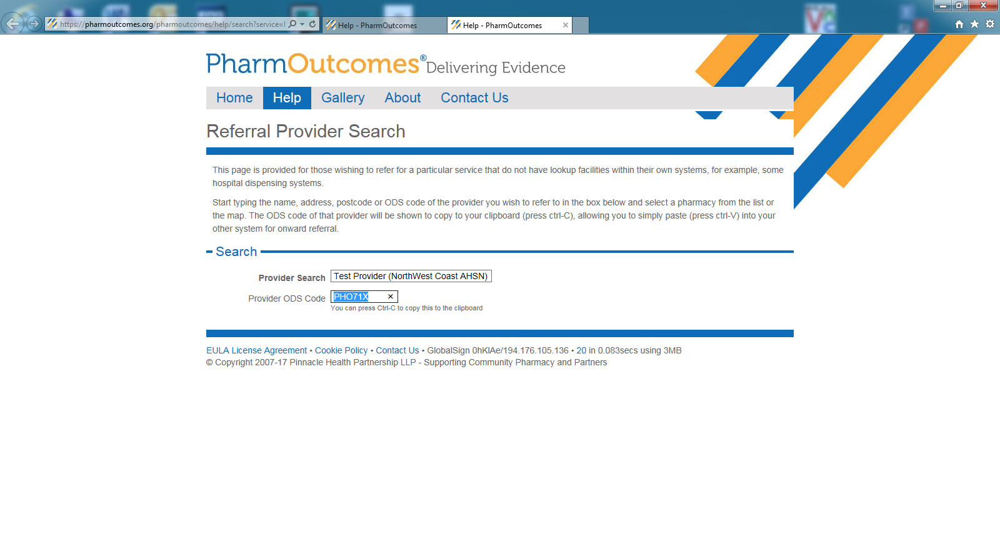 https://pharmoutcomes.org/pharmoutcomes/help/search?service=
Help - PharmOutcomes
Help - PharmOutcomes
PharmOutcomes® Delivering Evidence
Home Help Gallery About Contact Us
Referral Provider Search
This page is provided for those wishing to refer for a particular service that do not have lookup facilities within their own systems, for example, some
hospital dispensing systems.
Start typing the name, address, postcode or ODS code of the provider you wish to refer to in the box below and select a pharmacy from the list or
the map. The ODS code of that provider will be shown to copy to your clipboard (press ctrl-C), allowing you to simply paste (press ctrl-V) into your
other system for onward referral.
Search
Provider Search Test Provider (NorthWest Coast AHSN)
Provider ODS Code PHO71X
You can press Ctrl-C to copy this to the clipboard
EULA License Agreement • Cookie Policy • Contact Us • GlobalSign 0hKIAe/194.176.105.136 • 20 in 0.083secs using 3MB
© Copyright 2007-17 Pinnacle Health Partnership LLP - Supporting Community Pharmacy and Partners